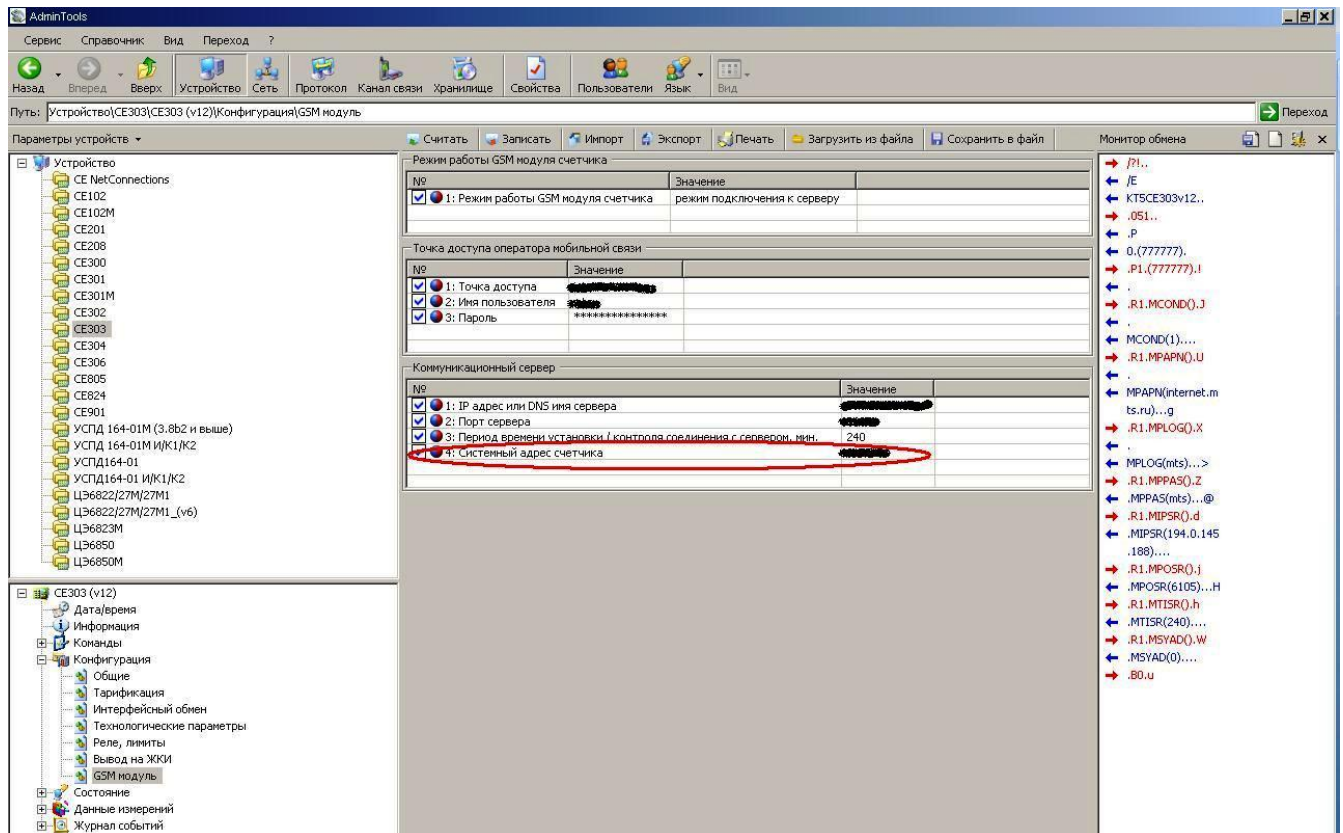 AdminTools
Сервис Справочник Вид Переход ?
Назад Вперед Вверх Устройство Сеть Протокол Канал связи Хранилище Свойства Пользователи Язык Вид
Путь: Устройство\CE303\CE303 (v12)\Конфигурация\GSM модуль Переход
Параметры устройств Считать Записать Импорт Экспорт Печать Загрузить из файла Сохранить в файл Монитор обмена
Устройство
CE NetConnections
CE102
CE102M
CE201
CE208
CE300
CE301
CE301M
CE302
CE303
CE304
CE306
CE805
CE824
CE901
УСПД 164-01М (3.8b2 и выше)
УСПД 164-01М И/К1/К2
УСПД164-01
УСПД164-01 И/К1/К2
ЦЭ6822/27М/27М1
ЦЭ6822/27М/27М1_(v6)
ЦЭ6823М
ЦЭ6850
ЦЭ6850М
CE303 (v12)
Дата/время
Информация
Команды
Конфигурация
Общие
Тарификация
Интерфейсный обмен
Технологические параметры
Реле, лимиты
Вывод на ЖКИ
GSM модуль
Состояние
Данные измерений
Журнал событий
Режим работы GSM модуля счетчика
№ Значение
1: Режим работы GSM модуля счетчика режим подключения к серверу
Точка доступа оператора мобильной связи
№ Значение
1: Точка доступа
2: Имя пользователя
3: Пароль ***************
Коммуникационный сервер
№ Значение
1: IP адрес или DNS имя сервера
2: Порт сервера
3: Период времени установки / контроля соединения с сервером, мин. 240
4: Системный адрес счетчика
/?!..
/E
KT5CE303v12..
.051..
.P
0.(777777).
.P1.(777777).!
.
.R1.MCOND().J
.
MCOND(1)....
.R1.MPAPN().U
.
MPAPN(internet.m
ts.ru)...g
.R1.MPLOG().X
.
MPLOG(mts)...>
.R1.MPPAS().Z
.MPPAS(mts)...@
.R1.MIPSR().d
.MIPSR(194.0.145
.188)....
.R1.MPOSR().j
.MPOSR(6105)...H
.R1.MTISR().h
.MTISR(240)....
.R1.MSYAD().W
.MSYAD(0)....
.B0.u